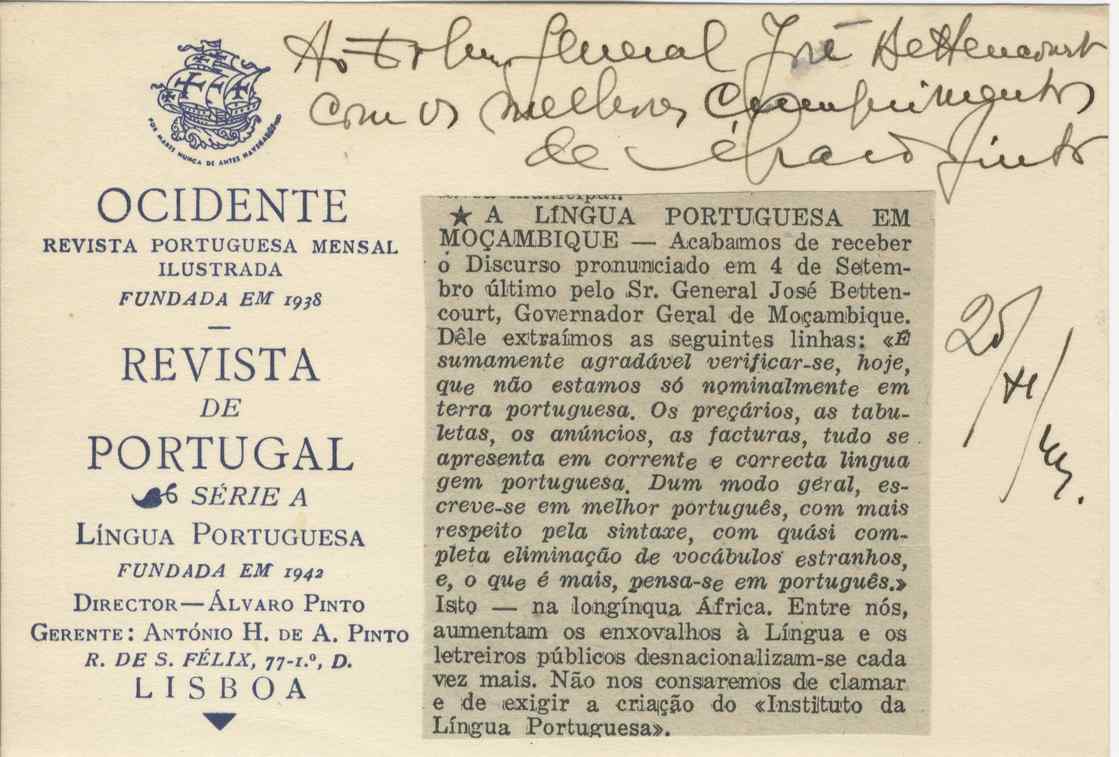 Ao General José Bettencourt
com os melhores cumprimentos
de Álvaro Pinto
POR MARES NUNCA DE ANTES NAVEGADOS
OCIDENTE
REVISTA PORTUGUESA MENSAL
ILUSTRADA
FUNDADA EM 1938
REVISTA
DE
PORTUGAL
SÉRIE A
LÍNGUA PORTUGUESA
FUNDADA EM 1942
DIRECTOR—ÁLVARO PINTO
GERENTE: ANTÓNIO H. DE A. PINTO
R. DE S. FÉLIX, 77-1.º, D.
LISBOA
municipal.
★ A LÍNGUA PORTUGUESA EM
MOÇAMBIQUE — Acabamos de receber
o Discurso pronunciado em 4 de Setem-
bro último pelo Sr. General José Betten-
court, Governador Geral de Moçambique.
Dêle extraímos as seguintes linhas: «É
sumamente agradável verificar-se, hoje,
que não estamos só nominalmente em
terra portuguesa. Os preçários, as tabu-
letas, os anúncios, as facturas, tudo se
apresenta em corrente e correcta lingua
gem portuguesa. Dum modo géral, es-
creve-se em melhor português, com mais
respeito pela sintaxe, com quási com-
pleta eliminação de vocábulos estranhos,
e, o que é mais, pensa-se em português.»
Isto — na longínqua África. Entre nós,
aumentam os enxovalhos à Língua e os
letreiros públicos desnacionalizam-se cada
vez mais. Não nos consaremos de clamar
e de exigir a criação do «Instituto da
Língua Portuguesa».